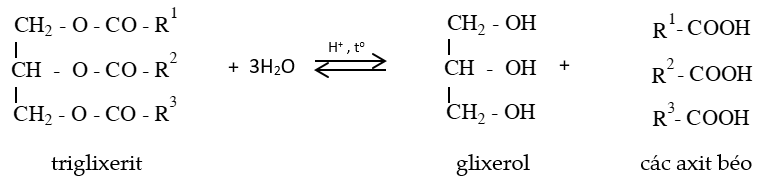 CH₂ - O - CO - R¹ CH₂ - OH R¹- COOH
CH - O - CO - R² + 3H₂O H⁺ , t° CH - OH + R²- COOH
CH₂ - O - CO - R³ CH₂ - OH R³- COOH
triglixerit glixerol các axit béo